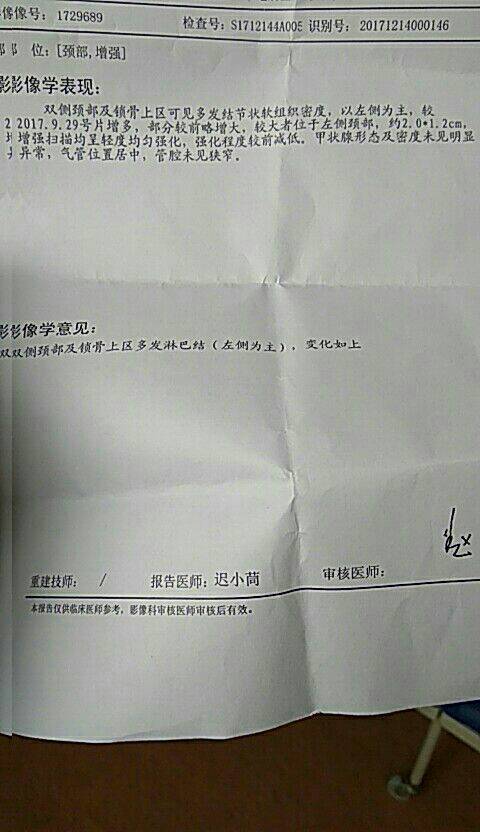 影像号：1729689
检查号：S1712144A005 识别号：20171214000146
部 位：[颈部,增强]
影像学表现：
双侧颈部及锁骨上区可见多发结节状软组织密度，以左侧为主，较
2017.9.29号片增多，部分较前略增大，较大者位于左侧颈部，约2.0*1.2cm，
增强扫描均呈轻度均匀强化，强化程度较前减低。甲状腺形态及密度未见明显
异常，气管位置居中，管腔未见狭窄。
影像学意见：
双侧颈部及锁骨上区多发淋巴结（左侧为主），变化如上
重建技师： / 报告医师：迟小茼 审核医师：
本报告仅供临床医师参考，影像科审核医师审核后有效。